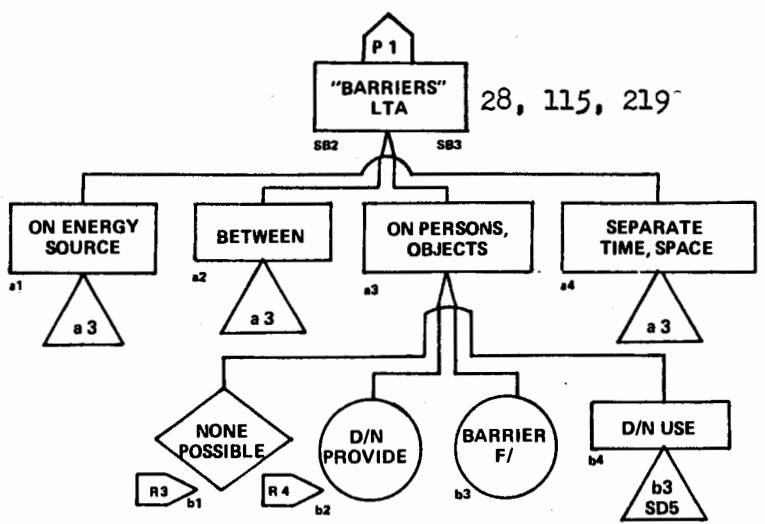 P 1
"BARRIERS"
LTA
28, 115, 219
SB2
SB3
ON ENERGY
SOURCE
a1
a 3
BETWEEN
a2
a 3
ON PERSONS,
OBJECTS
a3
SEPARATE
TIME, SPACE
a4
a 3
NONE
POSSIBLE
R 3
b1
D/N
PROVIDE
R 4
b2
BARRIER
F/
b3
D/N USE
b4
b3
SD5